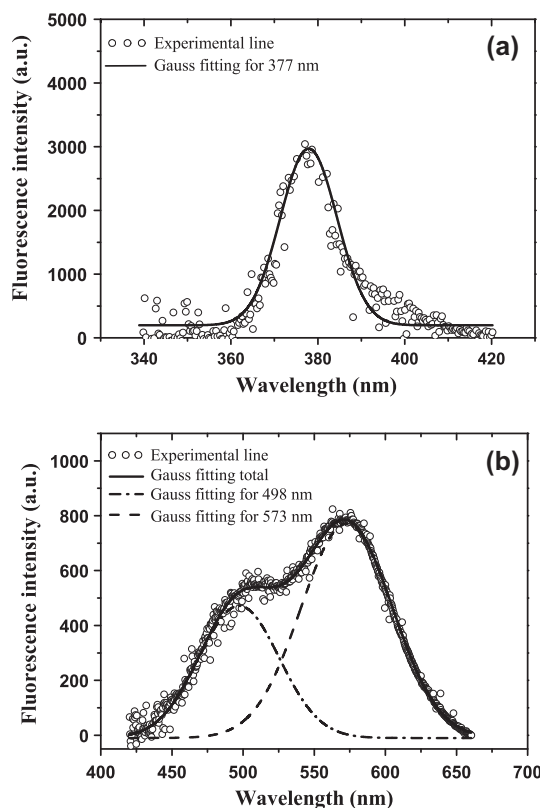 (a)
Experimental line
Gauss fitting for 377 nm
5000
4000
3000
2000
1000
0
Fluorescence intensity (a.u.)
340 360 380 400 420
Wavelength (nm)
(b)
Experimental line
Gauss fitting total
Gauss fitting for 498 nm
Gauss fitting for 573 nm
1000
800
600
400
200
0
Fluorescence intensity (a.u.)
400 450 500 550 600 650 700
Wavelength (nm)